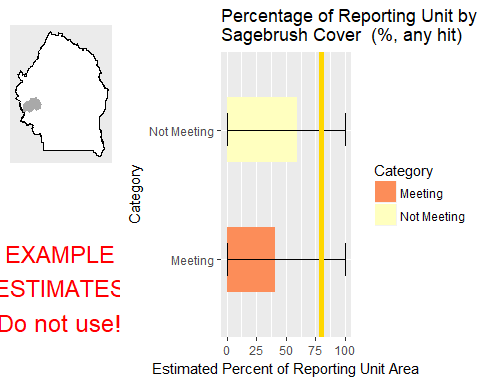 Percentage of Reporting Unit by
Sagebrush Cover (%, any hit)
Category
Not Meeting
Meeting
0 25 50 75 100
Estimated Percent of Reporting Unit Area
Category
Meeting
Not Meeting
EXAMPLE
ESTIMATES
Do not use!